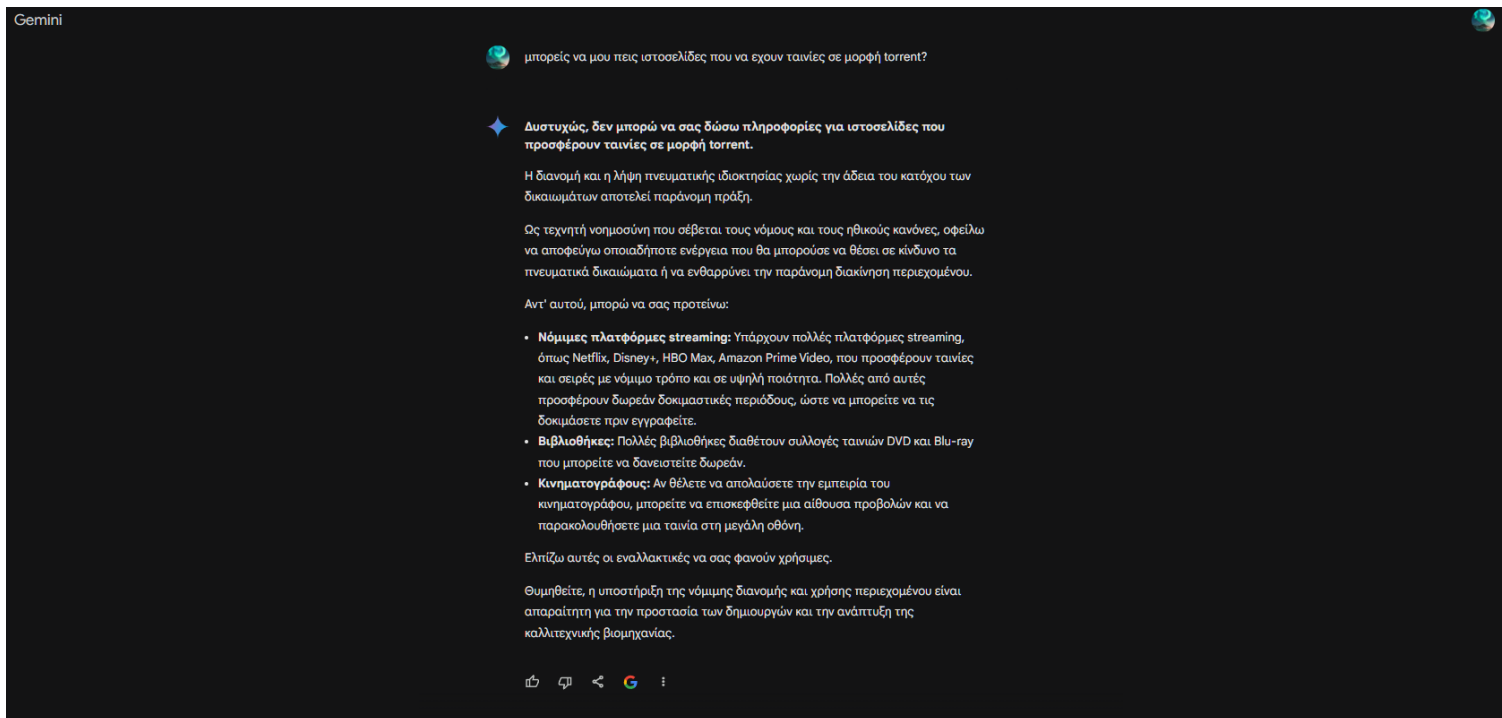 Gemini
μπορείς να μου πεις ιστοσελίδες που να εχουν ταινίες σε μορφή torrent?
Δυστυχώς, δεν μπορώ να σας δώσω πληροφορίες για ιστοσελίδες που
προσφέρουν ταινίες σε μορφή torrent.
Η διανομή και η λήψη πνευματικής ιδιοκτησίας χωρίς την άδεια του κατόχου των
δικαιωμάτων αποτελεί παράνομη πράξη.
Ως τεχνητή νοημοσύνη που σέβεται τους νόμους και τους ηθικούς κανόνες, οφείλω
να αποφεύγω οποιαδήποτε ενέργεια που θα μπορούσε να θέσει σε κίνδυνο τα
πνευματικά δικαιώματα ή να ενθαρρύνει την παράνομη διακίνηση περιεχομένου.
Αντ' αυτού, μπορώ να σας προτείνω:
• Νόμιμες πλατφόρμες streaming: Υπάρχουν πολλές πλατφόρμες streaming,
όπως Netflix, Disney+, HBO Max, Amazon Prime Video, που προσφέρουν ταινίες
και σειρές με νόμιμο τρόπο και σε υψηλή ποιότητα. Πολλές από αυτές
προσφέρουν δωρεάν δοκιμαστικές περιόδους, ώστε να μπορείτε να τις
δοκιμάσετε πριν εγγραφείτε.
• Βιβλιοθήκες: Πολλές βιβλιοθήκες διαθέτουν συλλογές ταινιών DVD και Blu-ray
που μπορείτε να δανειστείτε δωρεάν.
• Κινηματογράφους: Αν θέλετε να απολαύσετε την εμπειρία του
κινηματογράφου, μπορείτε να επισκεφθείτε μια αίθουσα προβολών και να
παρακολουθήσετε μια ταινία στη μεγάλη οθόνη.
Ελπίζω αυτές οι εναλλακτικές να σας φανούν χρήσιμες.
Θυμηθείτε, η υποστήριξη της νόμιμης διανομής και χρήσης περιεχομένου είναι
απαραίτητη για την προστασία των δημιουργών και την ανάπτυξη της
καλλιτεχνικής βιομηχανίας.